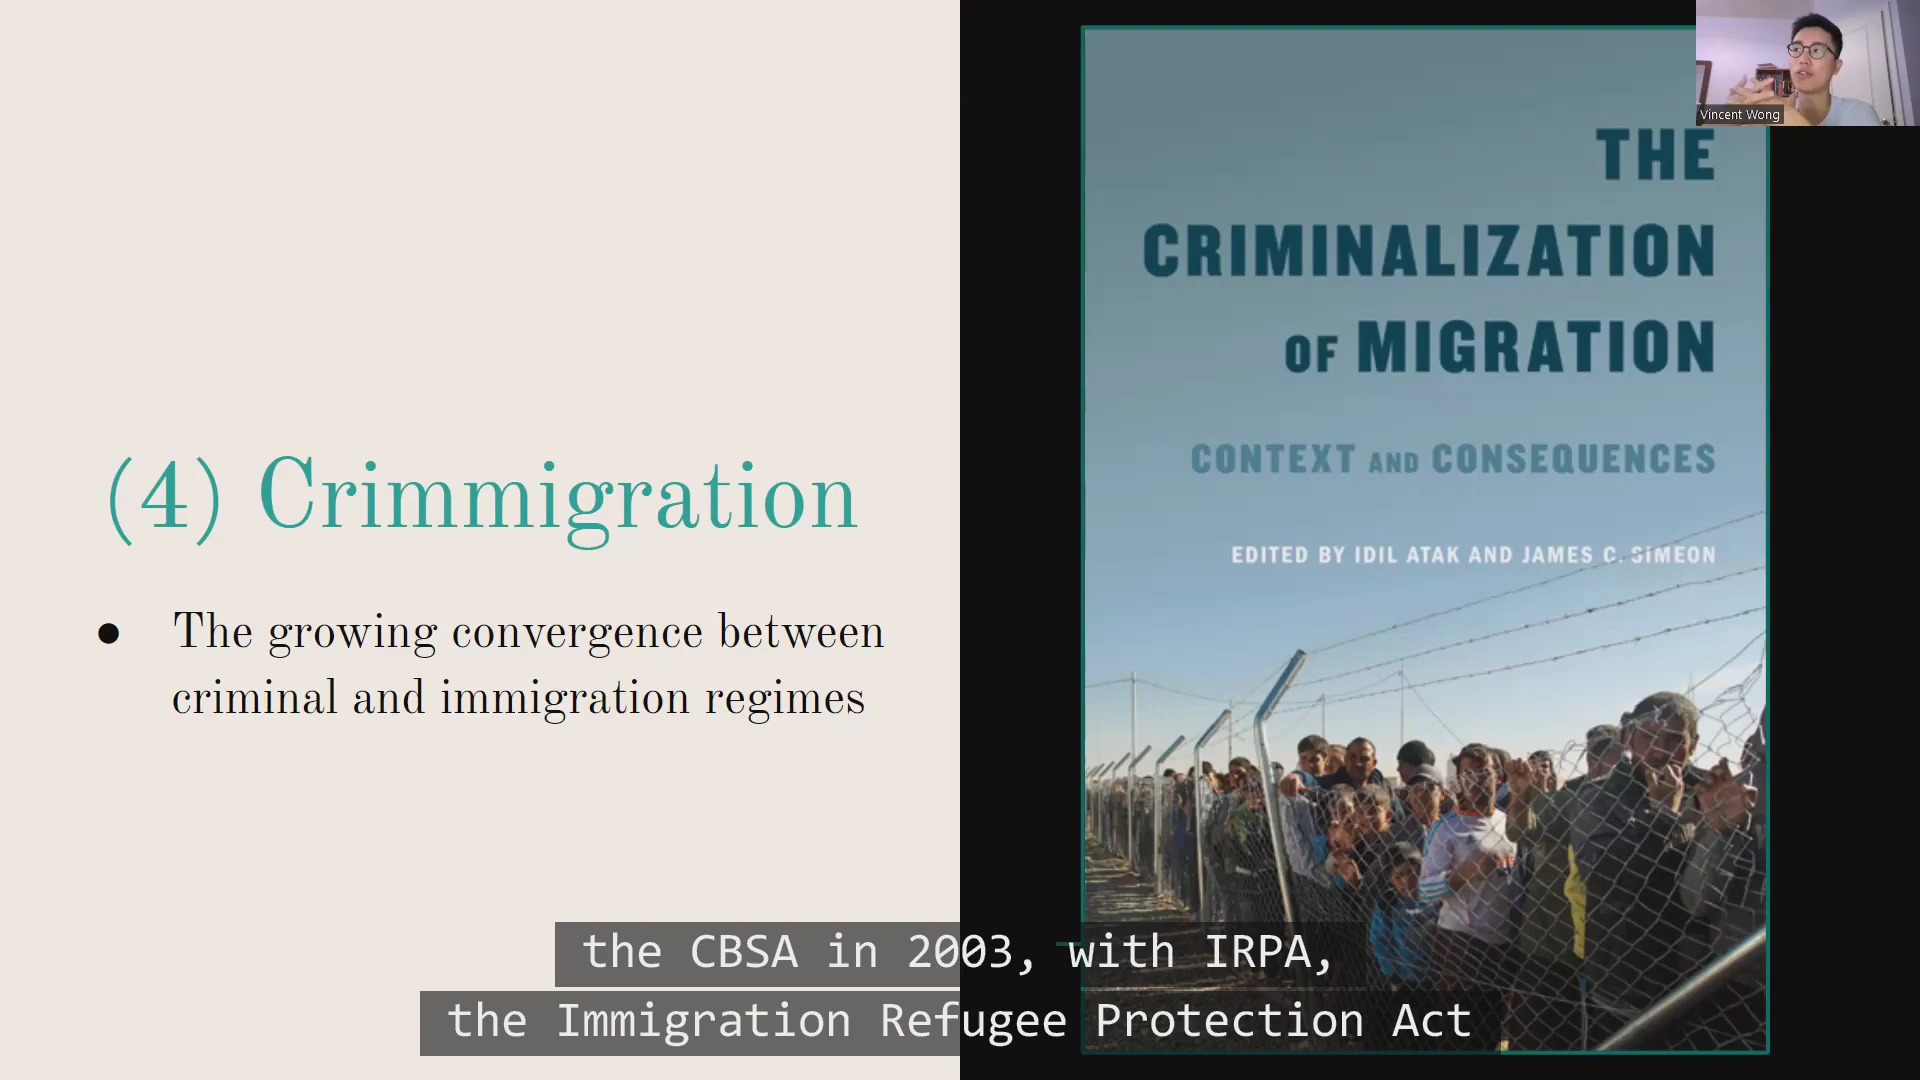 (4) Crimmigration
● The growing convergence between
criminal and immigration regimes
THE
CRIMINALIZATION
OF MIGRATION
CONTEXT AND CONSEQUENCES
EDITED BY IDIL ATAK AND JAMES C. SIMEON
Vincent Wong
the CBSA in 2003, with IRPA,
the Immigration Refugee Protection Act